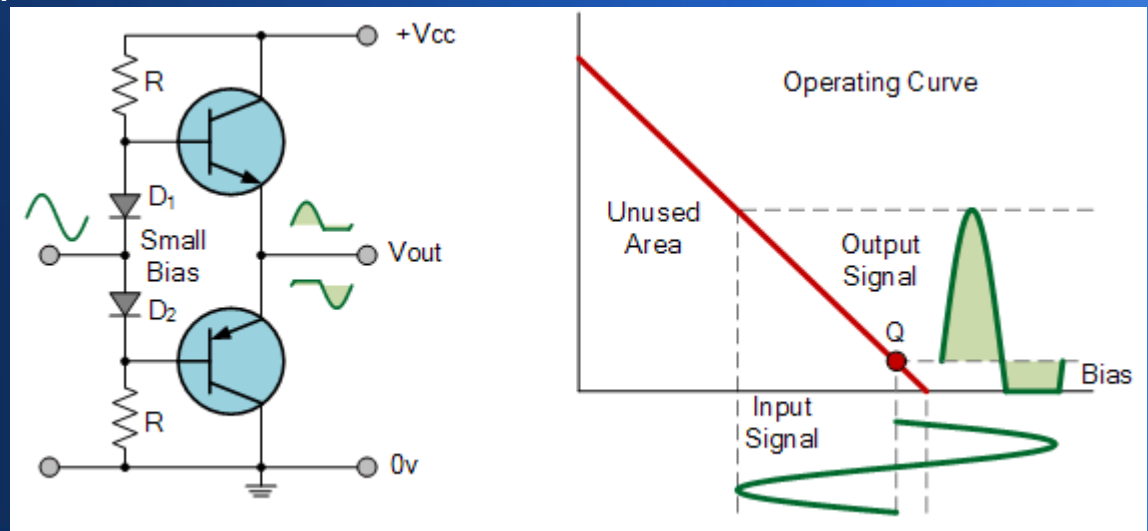 +Vcc
R
D₁
Small
Bias
Vout
D₂
R
0v
Operating Curve
Unused
Area
Output
Signal
Q
Bias
Input
Signal